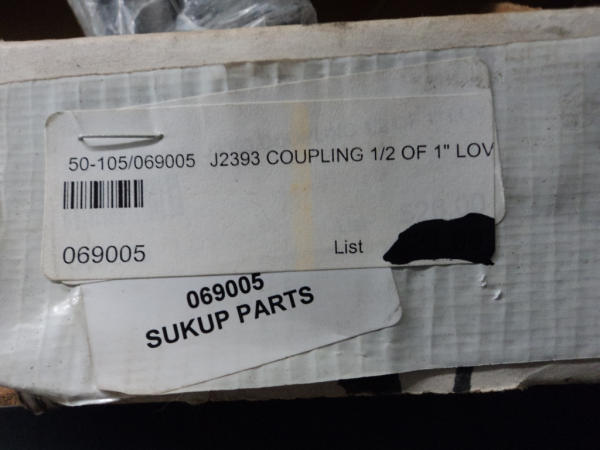 50-105/069005 J2393 COUPLING 1/2 OF 1" LOV
069005
List
069005
SUKUP PARTS